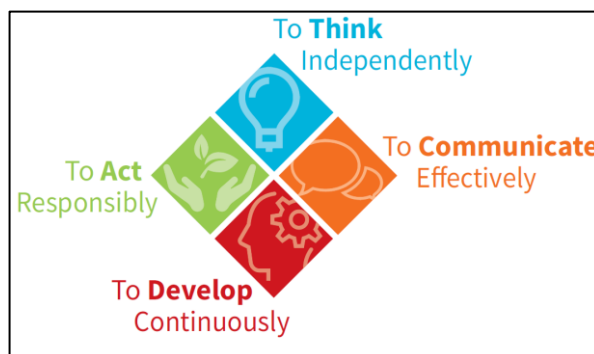 To Think
Independently
To Communicate
Effectively
To Act
Responsibly
To Develop
Continuously